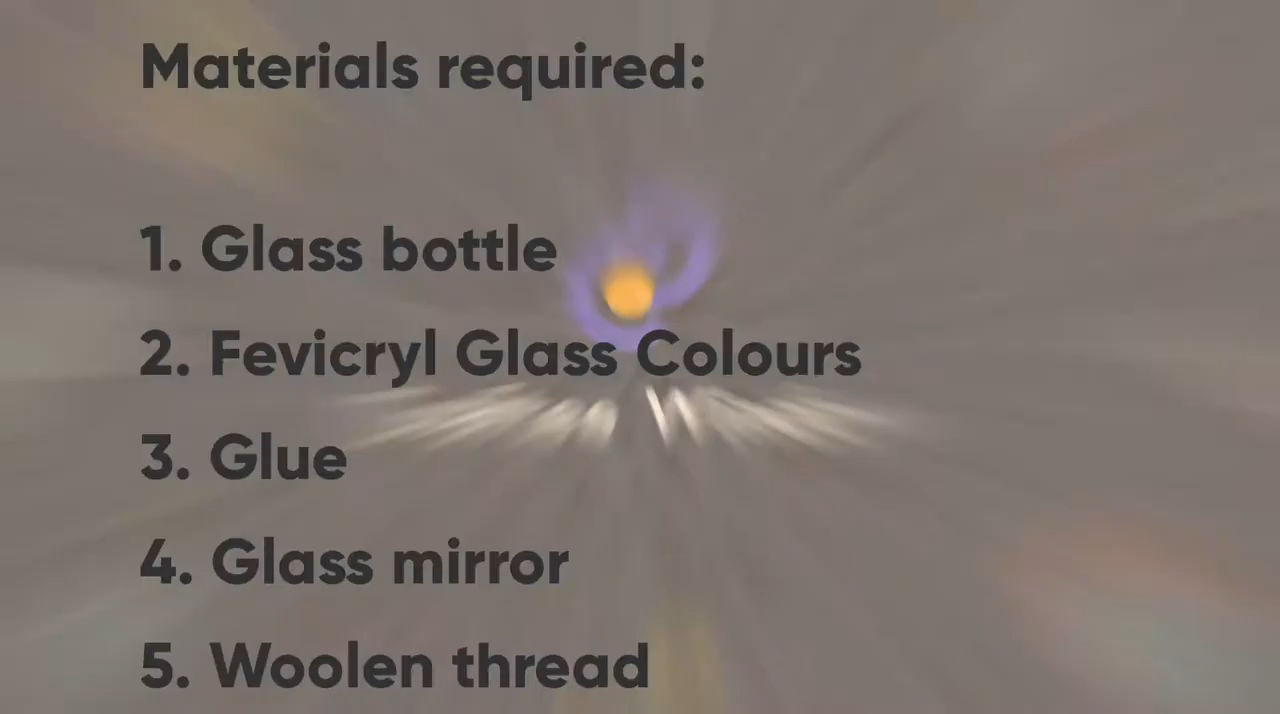 Materials required:
1. Glass bottle
2. Fevicryl Glass Colours
3. Glue
4. Glass mirror
5. Woolen thread